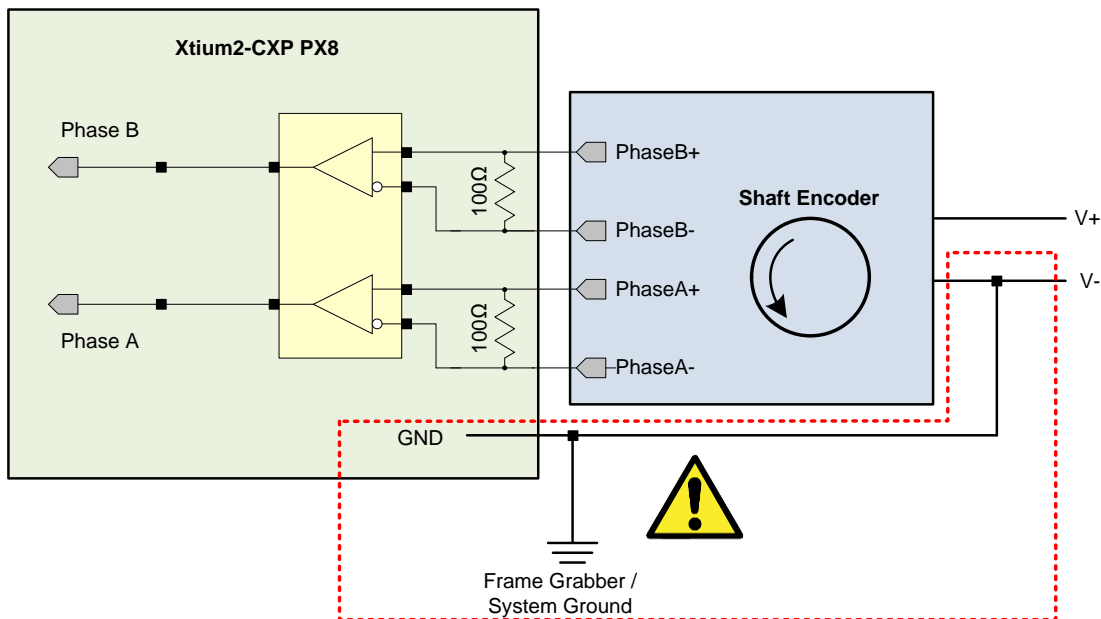 Xtium2-CXP PX8
Phase B
100Ω
PhaseB+
PhaseB-
Shaft Encoder
V+
V-
Phase A
100Ω
PhaseA+
PhaseA-
GND
Frame Grabber /
System Ground